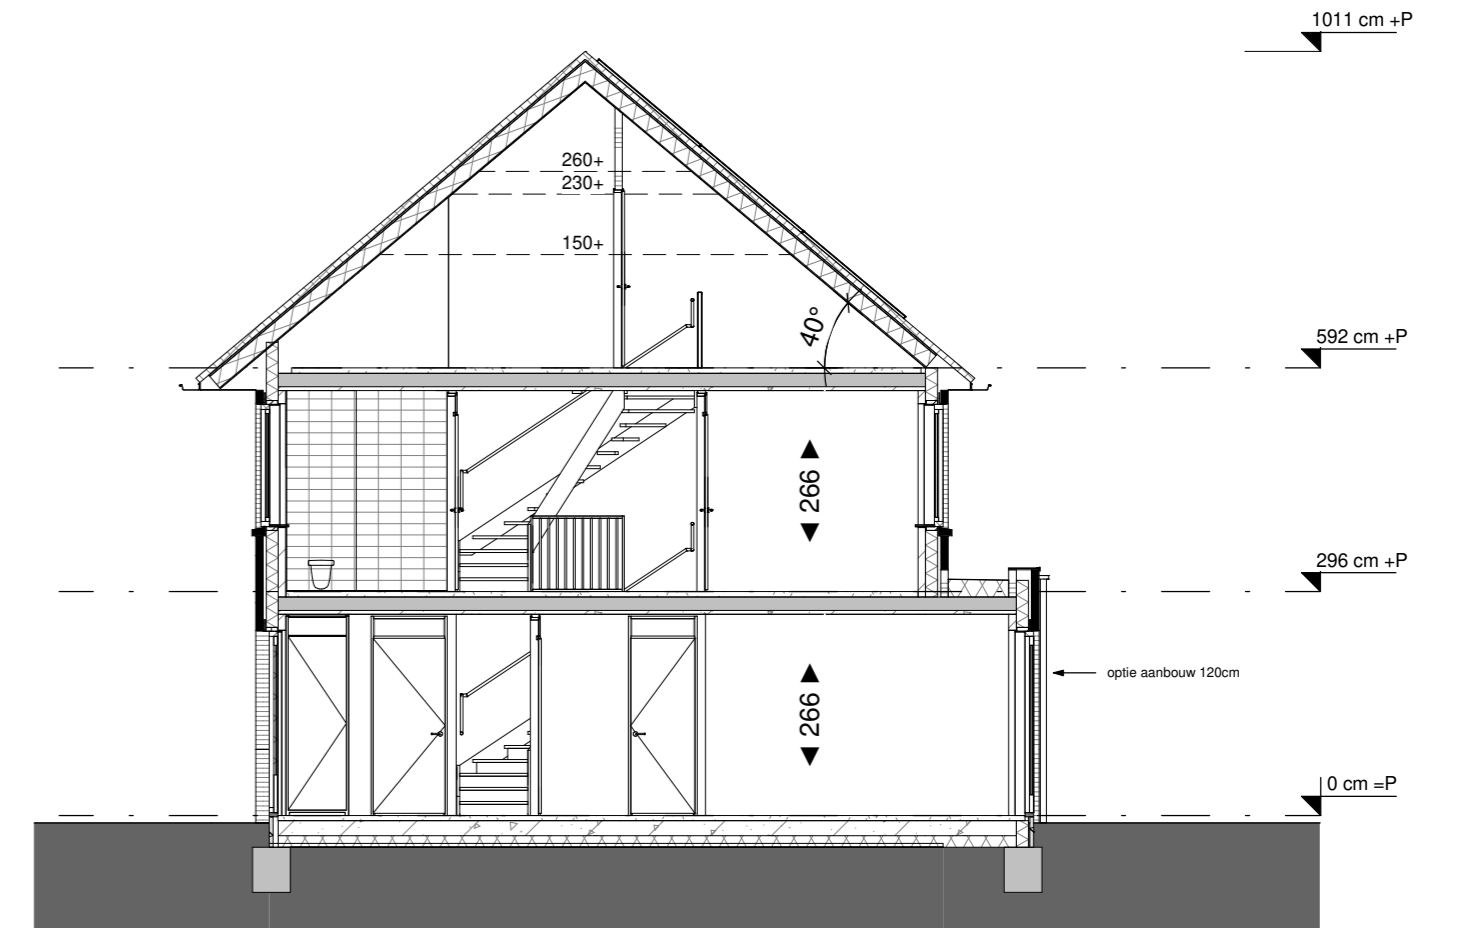 1011 cm +P
260+
230+
150+
40°
592 cm +P
266
296 cm +P
optie aanbouw 120cm
266
0 cm =P